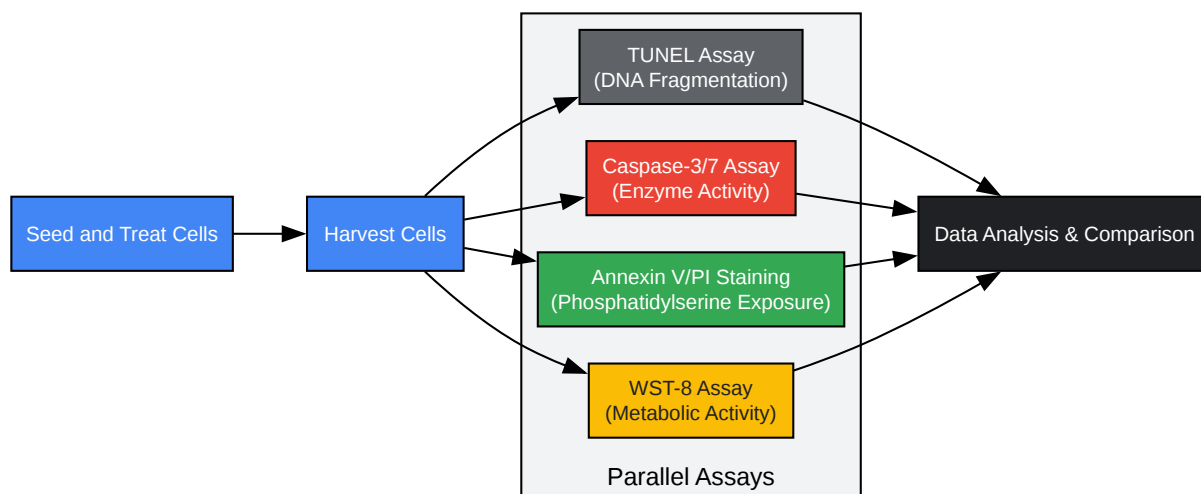 Seed and Treat Cells
Harvest Cells
TUNEL Assay
(DNA Fragmentation)
Caspase-3/7 Assay
(Enzyme Activity)
Annexin V/PI Staining
(Phosphatidylserine Exposure)
WST-8 Assay
(Metabolic Activity)
Parallel Assays
Data Analysis & Comparison